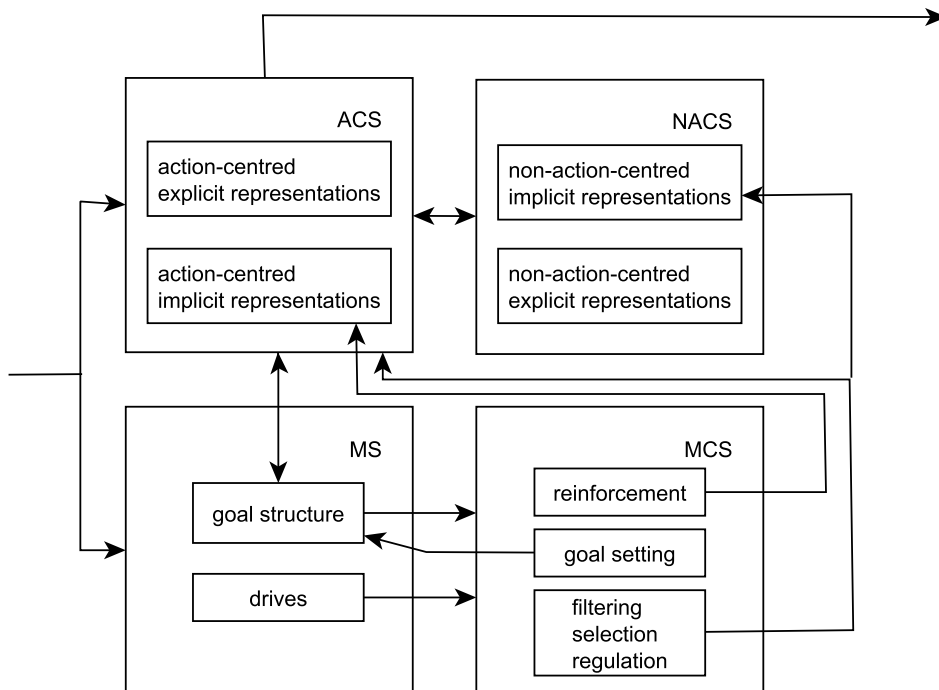 ACS
action-centred
explicit representations
action-centred
implicit representations
NACS
non-action-centred
implicit representations
non-action-centred
explicit representations
MS
goal structure
drives
MCS
reinforcement
goal setting
filtering
selection
regulation